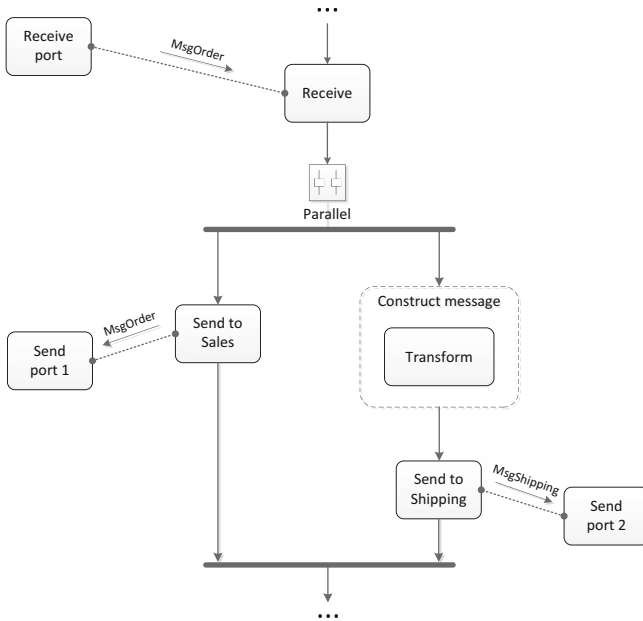 ...
Receive
port
MsgOrder
Receive
Parallel
Construct message
MsgOrder
Send to
Sales
Send
port 1
Transform
Send to
Shipping
MsgShipping
Send
port 2
...